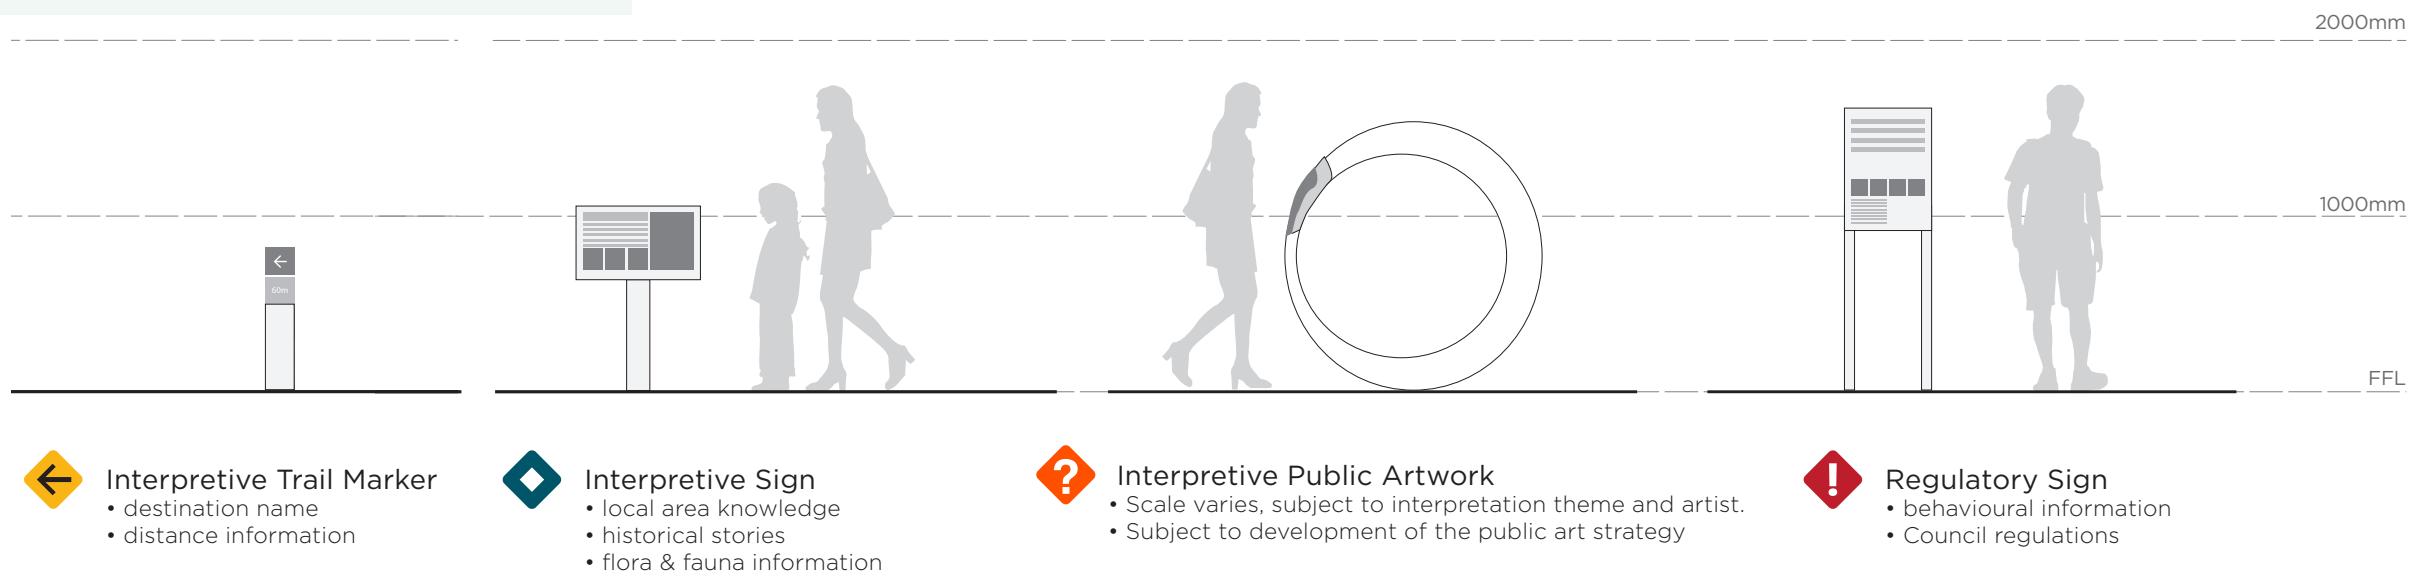 2000mm
1000mm
60m
FFL
Interpretive Trail Marker
• destination name
• distance information
Interpretive Sign
• local area knowledge
• historical stories
• flora & fauna information
Interpretive Public Artwork
• Scale varies, subject to interpretation theme and artist.
• Subject to development of the public art strategy
Regulatory Sign
• behavioural information
• Council regulations